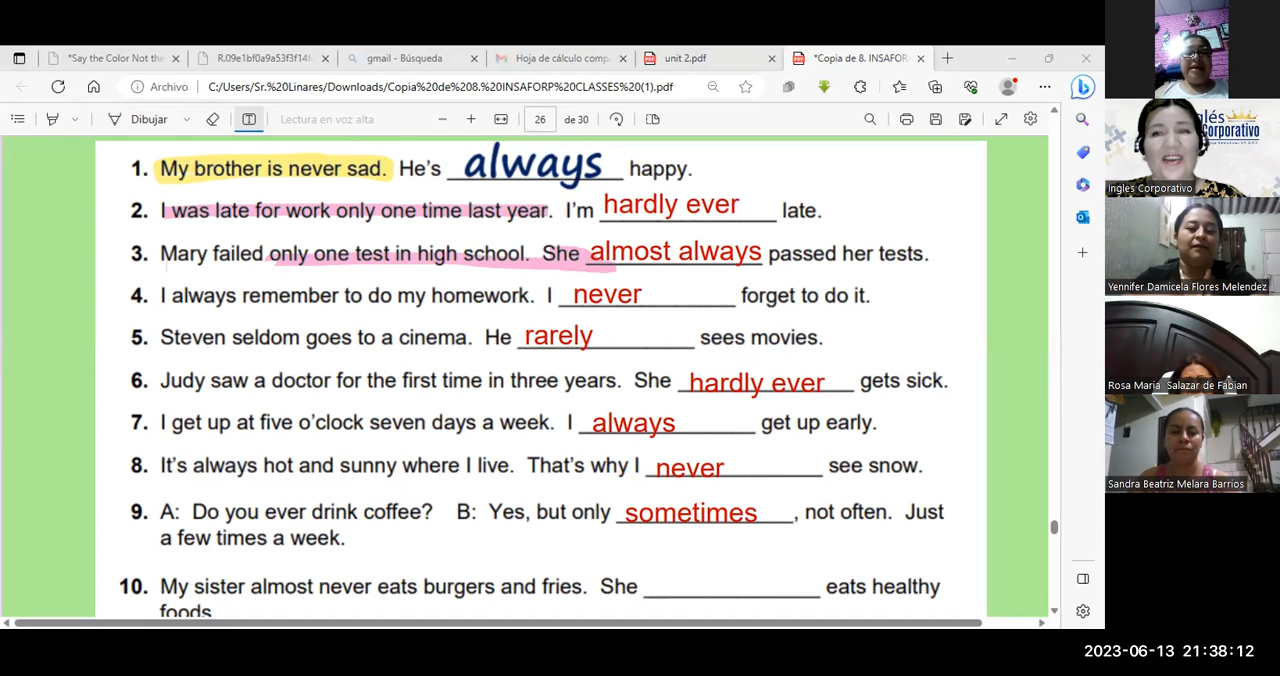 *Say the Color Not the
R.09e1bf0a9a53f3f14
gmail - Búsqueda
Hoja de cálculo comp
unit 2.pdf
*Copia de 8. INSAFOR
Archivo
C:/Users/Sr.%20Linares/Downloads/Copia%20de%208.%20INSAFORP%20CLASSES%20(1).pdf
Dibujar
Lectura en voz alta
26
de 30
1. My brother is never sad. He's always happy.
2. I was late for work only one time last year. I'm hardly ever late.
3. Mary failed only one test in high school. She almost always passed her tests.
4. I always remember to do my homework. I never forget to do it.
5. Steven seldom goes to a cinema. He rarely sees movies.
6. Judy saw a doctor for the first time in three years. She hardly ever gets sick.
7. I get up at five o'clock seven days a week. I always get up early.
8. It's always hot and sunny where I live. That's why I never see snow.
9. A: Do you ever drink coffee? B: Yes, but only sometimes, not often. Just
a few times a week.
10. My sister almost never eats burgers and fries. She ____ eats healthy
foods
glés
Corporativo
Ingles Corporativo
Yennifer Damicela Flores Melendez
Rosa Maria Salazar de Fabian
Sandra Beatriz Melara Barrios
2023-06-13 21:38:12